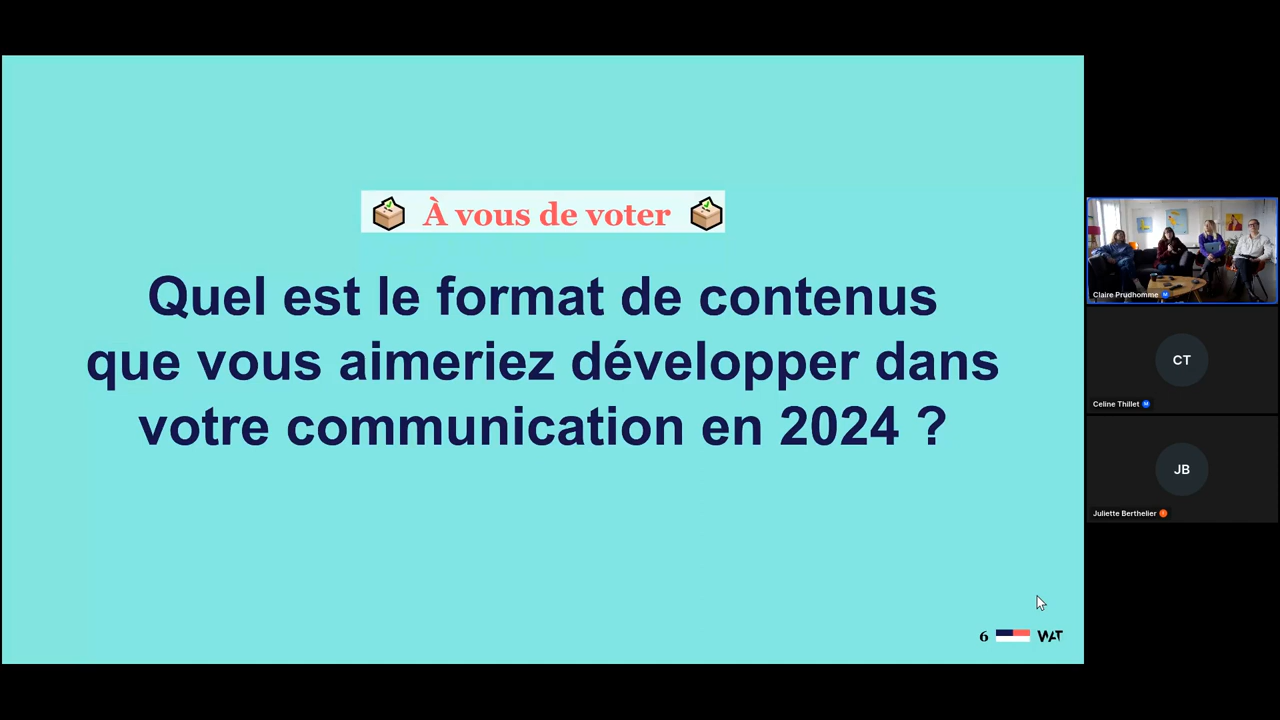 À vous de voter
Quel est le format de contenus
que vous aimeriez développer dans
votre communication en 2024 ?
6
WAT
Claire Prudhomme
CT
Celine Thillet
JB
Juliette Berthelier